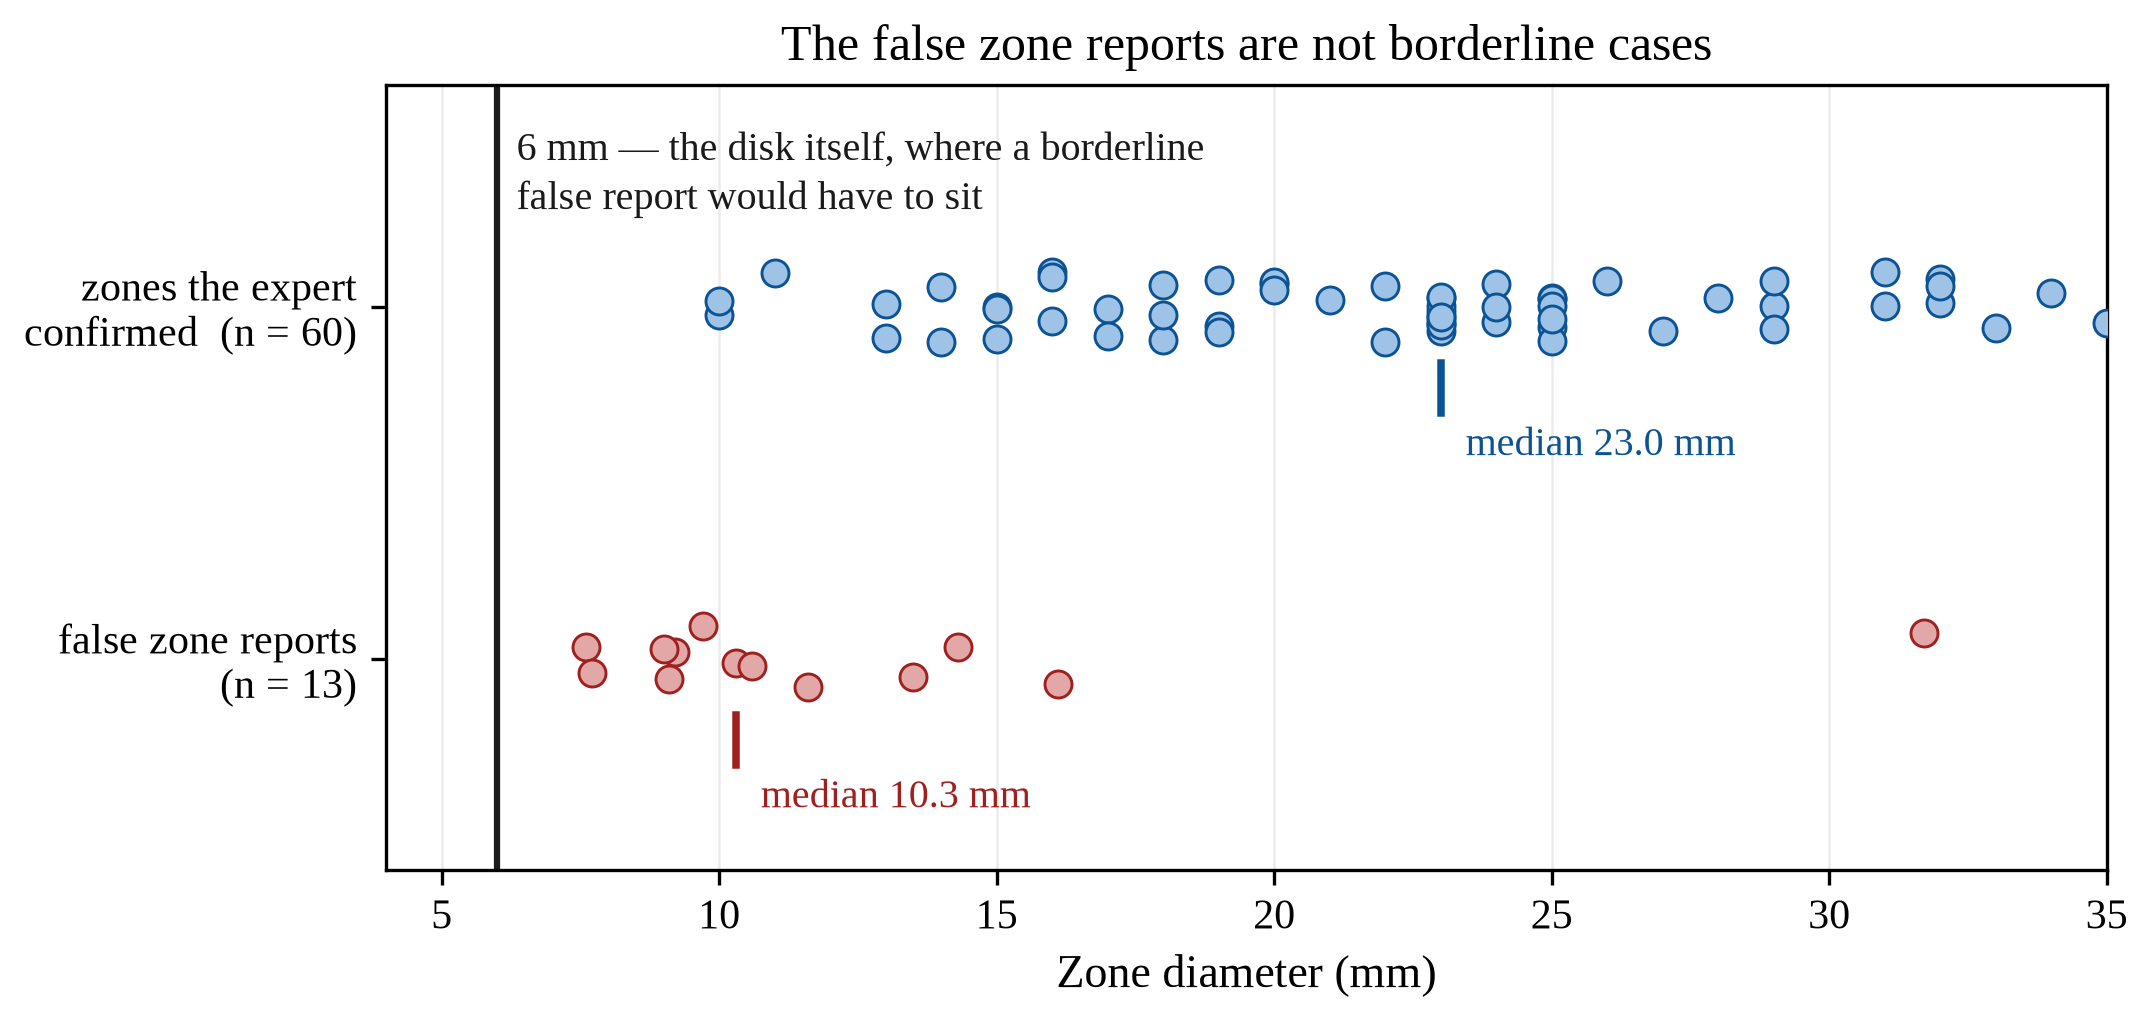 The false zone reports are not borderline cases
6 mm — the disk itself, where a borderline
false report would have to sit
zones the expert
confirmed (n = 60)
median 23.0 mm
false zone reports
(n = 13)
median 10.3 mm
5 10 15 20 25 30 35
Zone diameter (mm)